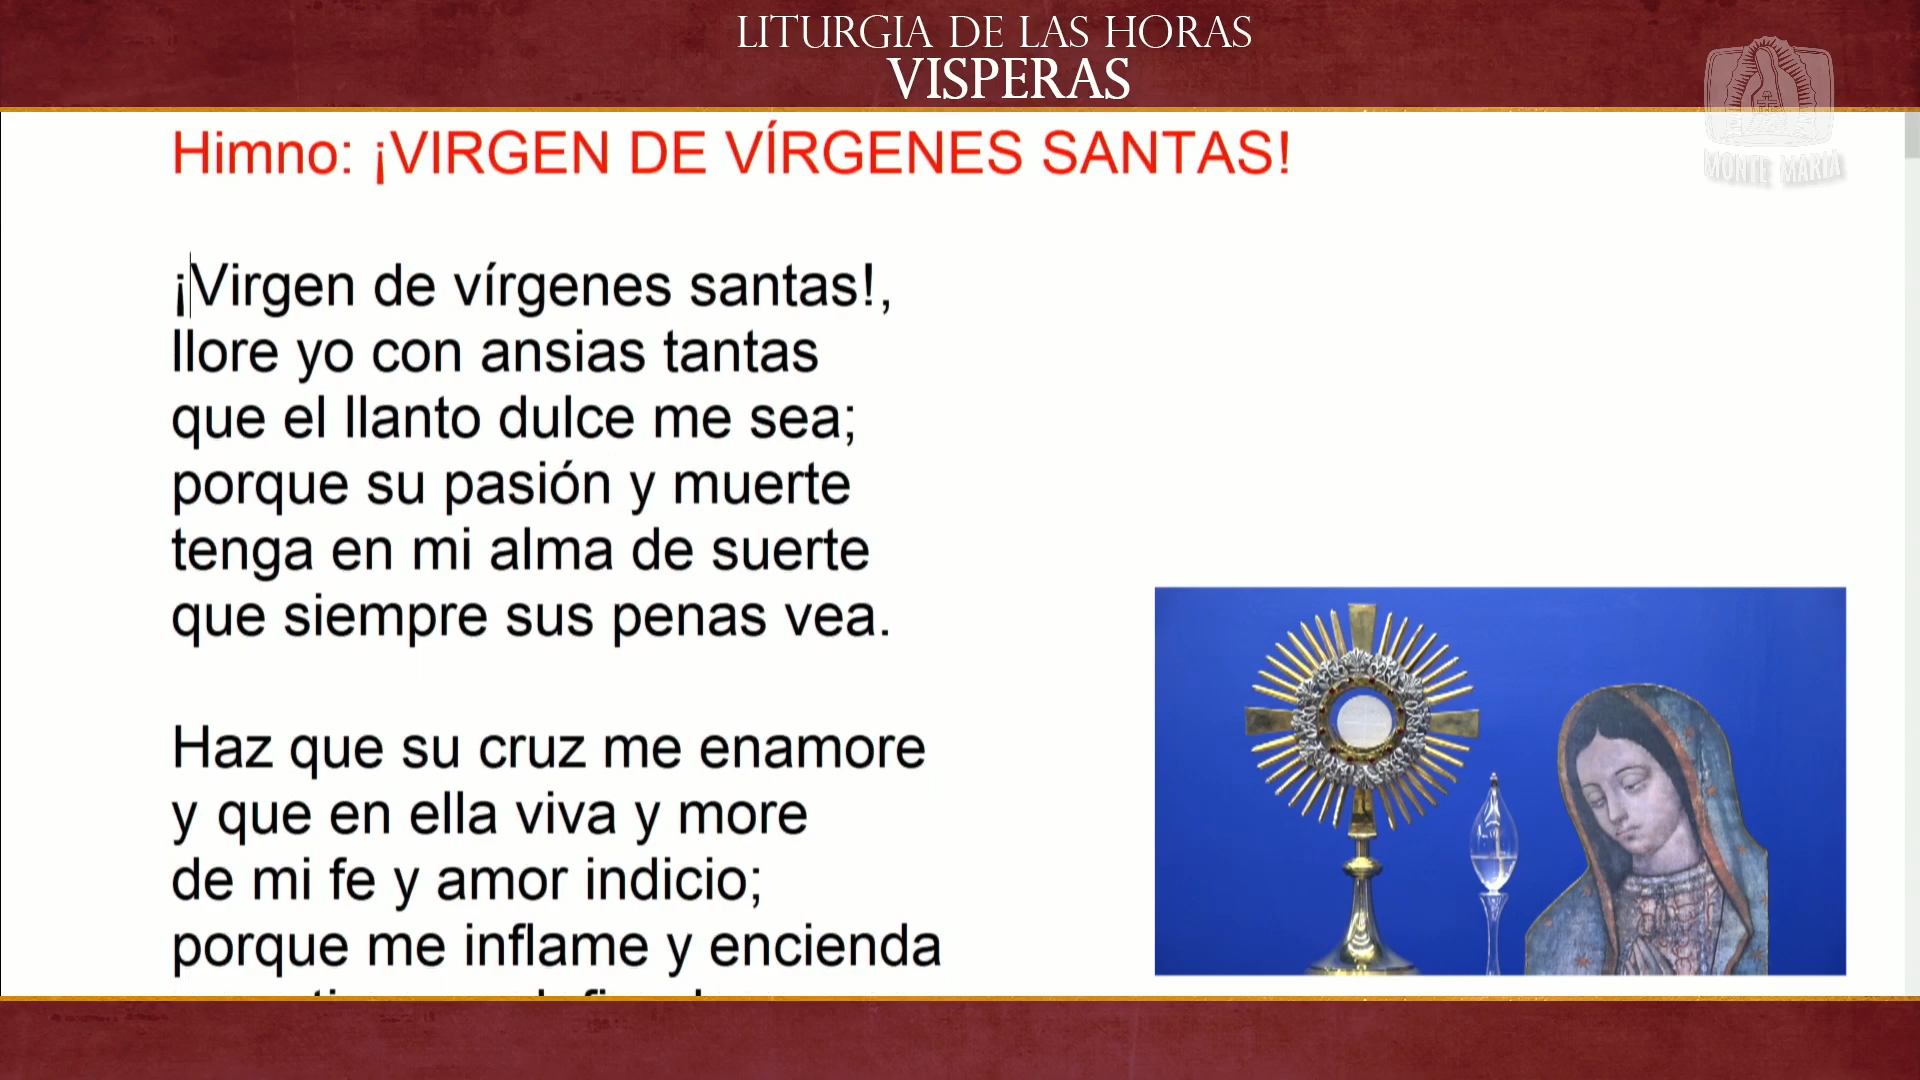 LITURGIA DE LAS HORAS
VISPERAS
MONTE MARIA
Himno: ¡VIRGEN DE VÍRGENES SANTAS!
¡Virgen de vírgenes santas!,
llore yo con ansias tantas
que el llanto dulce me sea;
porque su pasión y muerte
tenga en mi alma de suerte
que siempre sus penas vea.
Haz que su cruz me enamore
y que en ella viva y more
de mi fe y amor indicio;
porque me inflame y encienda